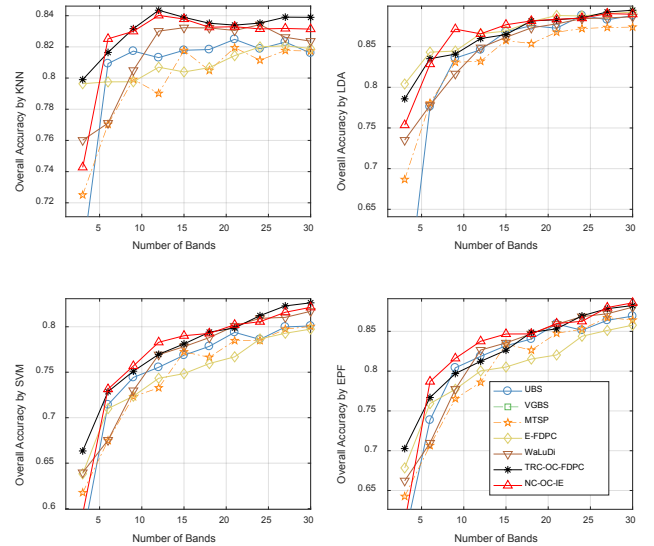 Overall Accuracy by KNN
0.84
0.82
0.8
0.78
0.76
0.74
0.72
5 10 15 20 25 30
Number of Bands
Overall Accuracy by LDA
0.85
0.8
0.75
0.7
0.65
5 10 15 20 25 30
Number of Bands
Overall Accuracy by SVM
0.8
0.75
0.7
0.65
0.6
5 10 15 20 25 30
Number of Bands
Overall Accuracy by EPF
0.85
0.8
0.75
0.7
0.65
5 10 15 20 25 30
Number of Bands
UBS
VGBS
MTSP
E-FDPC
WaLuDi
TRC-OC-FDPC
NC-OC-IE